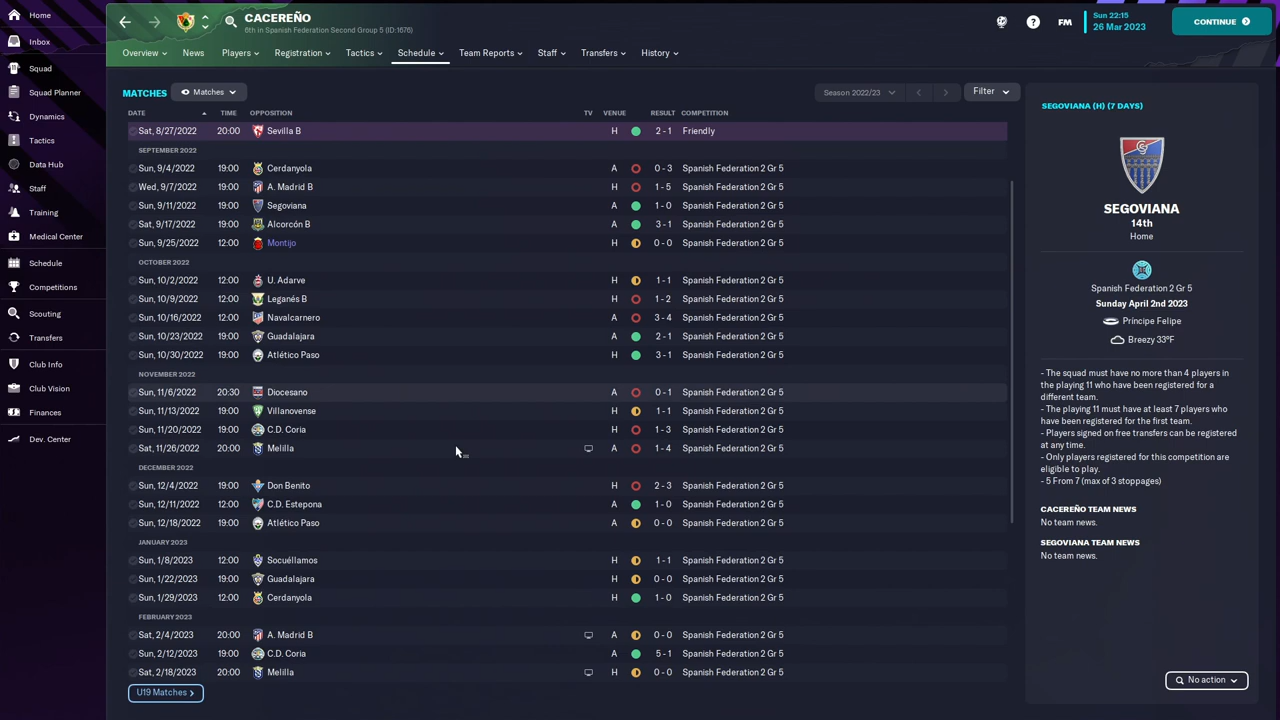 Home
CACEREÑO
6th in Spanish Federation Second Group 5 (ID:1676)
FM
Sun 22:15
26 Mar 2023
CONTINUE
Overview News Players Registration Tactics Schedule Team Reports Staff Transfers History
Inbox
Squad
Squad Planner
Dynamics
Tactics
Data Hub
Staff
Training
Medical Center
Schedule
Competitions
Scouting
Transfers
Club Info
Club Vision
Finances
Dev. Center
MATCHES Matches Season 2022/23 Filter
DATE TIME OPPOSITION TV VENUE RESULT COMPETITION
Sat, 8/27/2022 20:00 Sevilla B H 2 - 1 Friendly
SEPTEMBER 2022
Sun, 9/4/2022 19:00 Cerdanyola A 0 - 3 Spanish Federation 2 Gr 5
Wed, 9/7/2022 19:00 A. Madrid B H 1 - 5 Spanish Federation 2 Gr 5
Sun, 9/11/2022 19:00 Segoviana A 1 - 0 Spanish Federation 2 Gr 5
Sat, 9/17/2022 19:00 Alcorcón B A 3 - 1 Spanish Federation 2 Gr 5
Sun, 9/25/2022 12:00 Montijo H 0 - 0 Spanish Federation 2 Gr 5
OCTOBER 2022
Sun, 10/2/2022 12:00 U. Adarve H 1 - 1 Spanish Federation 2 Gr 5
Sun, 10/9/2022 12:00 Leganés B H 1 - 2 Spanish Federation 2 Gr 5
Sun, 10/16/2022 12:00 Navalcarnero A 3 - 4 Spanish Federation 2 Gr 5
Sun, 10/23/2022 19:00 Guadalajara A 2 - 1 Spanish Federation 2 Gr 5
Sun, 10/30/2022 19:00 Atlético Paso H 3 - 1 Spanish Federation 2 Gr 5
NOVEMBER 2022
Sun, 11/6/2022 20:30 Diocesano A 0 - 1 Spanish Federation 2 Gr 5
Sun, 11/13/2022 19:00 Villanovense H 1 - 1 Spanish Federation 2 Gr 5
Sun, 11/20/2022 19:00 C.D. Coria H 1 - 3 Spanish Federation 2 Gr 5
Sat, 11/26/2022 20:00 Melilla A 1 - 4 Spanish Federation 2 Gr 5
DECEMBER 2022
Sun, 12/4/2022 19:00 Don Benito H 2 - 3 Spanish Federation 2 Gr 5
Sun, 12/11/2022 12:00 C.D. Estepona A 1 - 0 Spanish Federation 2 Gr 5
Sun, 12/18/2022 19:00 Atlético Paso A 0 - 0 Spanish Federation 2 Gr 5
JANUARY 2023
Sun, 1/8/2023 12:00 Socuéllamos H 1 - 1 Spanish Federation 2 Gr 5
Sun, 1/22/2023 19:00 Guadalajara H 0 - 0 Spanish Federation 2 Gr 5
Sun, 1/29/2023 12:00 Cerdanyola H 1 - 0 Spanish Federation 2 Gr 5
FEBRUARY 2023
Sat, 2/4/2023 20:00 A. Madrid B A 0 - 0 Spanish Federation 2 Gr 5
Sun, 2/12/2023 19:00 C.D. Coria A 5 - 1 Spanish Federation 2 Gr 5
Sat, 2/18/2023 20:00 Melilla H 0 - 0 Spanish Federation 2 Gr 5
U19 Matches
SEGOVIANA (H) (7 DAYS)
SEGOVIANA
14th
Home
Spanish Federation 2 Gr 5
Sunday April 2nd 2023
Príncipe Felipe
Breezy 33°F
- The squad must have no more than 4 players in
the playing 11 who have been registered for a
different team.
- The playing 11 must have at least 7 players who
have been registered for the first team.
- Players signed on free transfers can be registered
at any time.
- Only players registered for this competition are
eligible to play.
- 5 From 7 (max of 3 stoppages)
CACEREÑO TEAM NEWS
No team news.
SEGOVIANA TEAM NEWS
No team news.
No action